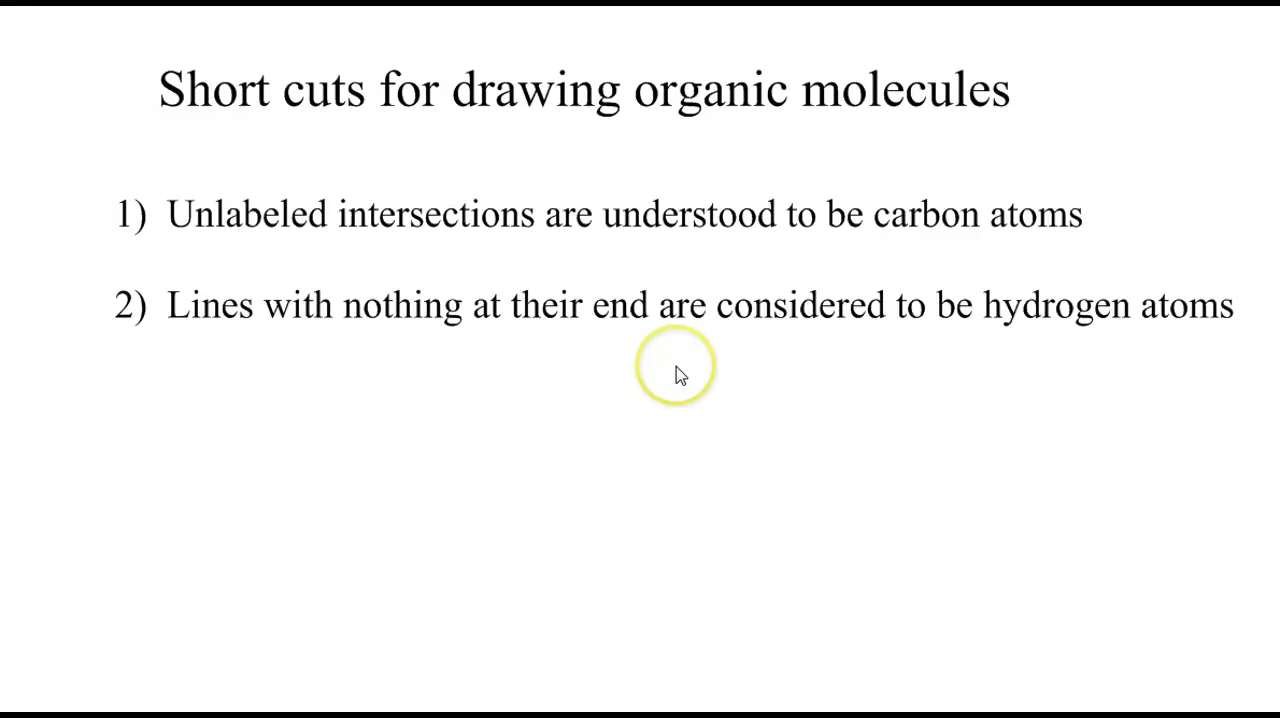 Short cuts for drawing organic molecules
1) Unlabeled intersections are understood to be carbon atoms
2) Lines with nothing at their end are considered to be hydrogen atoms